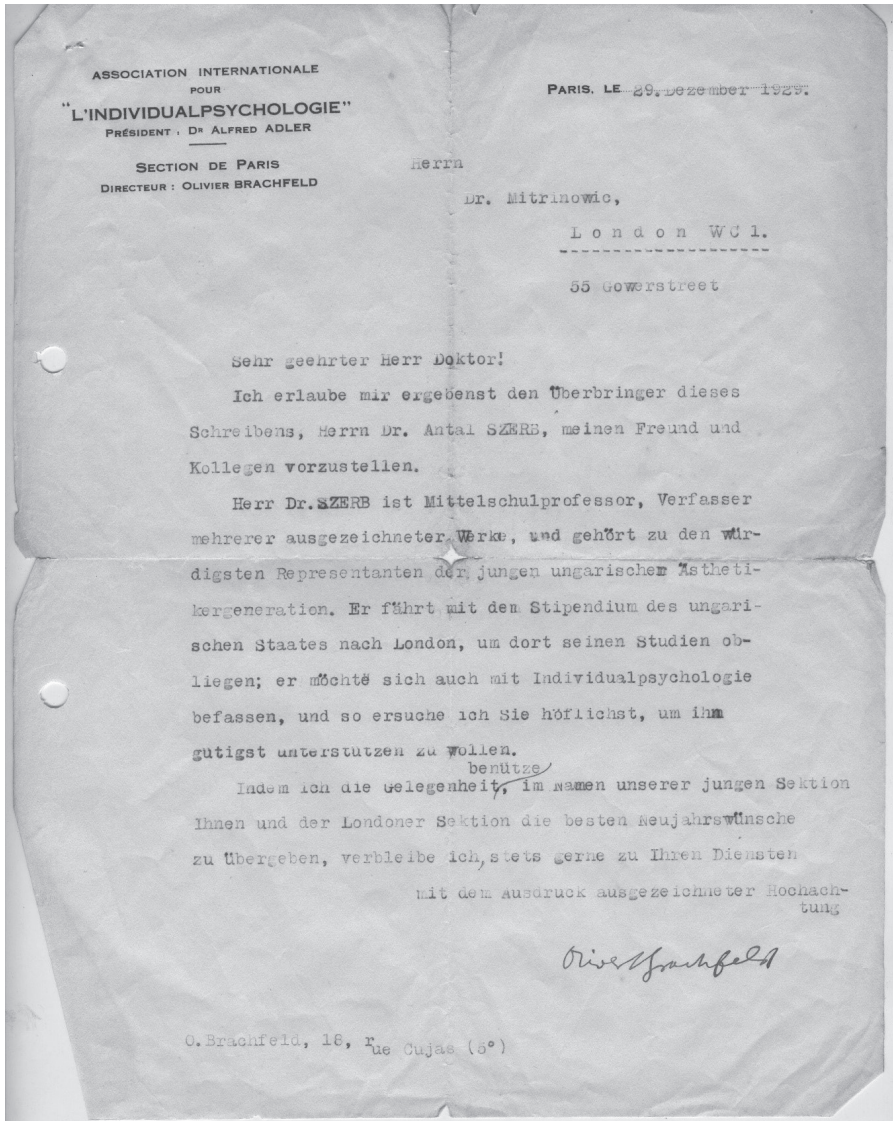 ASSOCIATION INTERNATIONALE
POUR
"L'INDIVIDUALPSYCHOLOGIE"
PRÉSIDENT : DR ALFRED ADLER
SECTION DE PARIS
DIRECTEUR : OLIVIER BRACHFELD
PARIS, LE 29. Dezember 1929.
Herrn
Dr. Mitrinowic,
London WC 1.
55 Gowerstreet
Sehr geehrter Herr Doktor!
Ich erlaube mir ergebenst den Überbringer dieses
Schreibens, Herrn Dr. Antal SZERB, meinen Freund und
Kollegen vorzustellen.
Herr Dr.SZERB ist Mittelschulprofessor, Verfasser
mehrerer ausgezeichneter Werke, und gehört zu den wür-
digsten Representanten der jungen ungarischen Ästheti-
kergeneration. Er fährt mit dem Stipendium des ungari-
schen Staates nach London, um dort seinen Studien ob-
liegen; er möchte sich auch mit Individualpsychologie
befassen, und so ersuche ich Sie höflichst, um ihm
gütigst unterstützen zu wollen.
benütze
Indem ich die Gelegenheit, im Namen unserer jungen Sektion
Ihnen und der Londoner Sektion die besten Neujahrswünsche
zu übergeben, verbleibe ich, stets gerne zu Ihren Diensten
mit dem Ausdruck ausgezeichneter Hochach-
tung
Oliver Brachfeld
O.Brachfeld, 18, rue Cujas (5°)